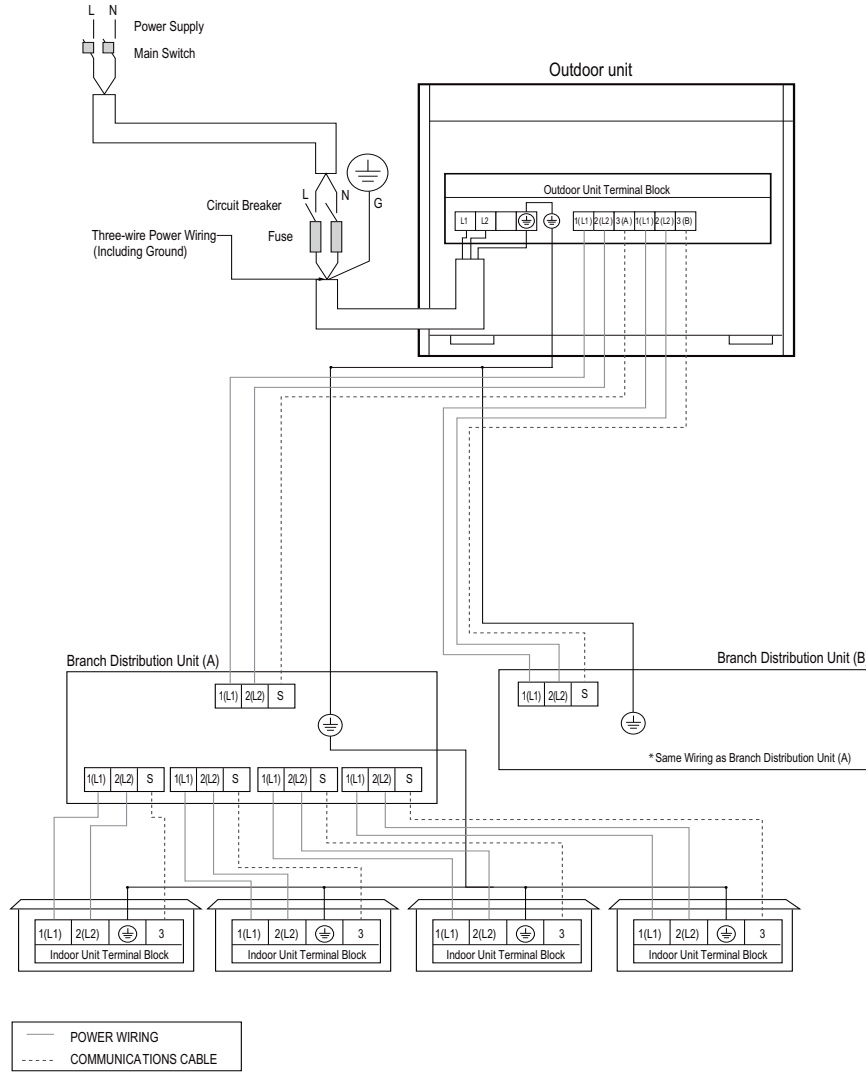 L N
Power Supply
Main Switch
Outdoor unit
Outdoor Unit Terminal Block
L1 L2 1(L1) 2(L2) 3(A) 1(L1) 2(L2) 3(B)
L N
G
Circuit Breaker
Fuse
Three-wire Power Wiring
(Including Ground)
Branch Distribution Unit (A)
1(L1) 2(L2) S
1(L1) 2(L2) S 1(L1) 2(L2) S 1(L1) 2(L2) S 1(L1) 2(L2) S
Branch Distribution Unit (B
1(L1) 2(L2) S
* Same Wiring as Branch Distribution Unit (A)
1(L1) 2(L2) 3
Indoor Unit Terminal Block
1(L1) 2(L2) 3
Indoor Unit Terminal Block
1(L1) 2(L2) 3
Indoor Unit Terminal Block
1(L1) 2(L2) 3
Indoor Unit Terminal Block
POWER WIRING
COMMUNICATIONS CABLE